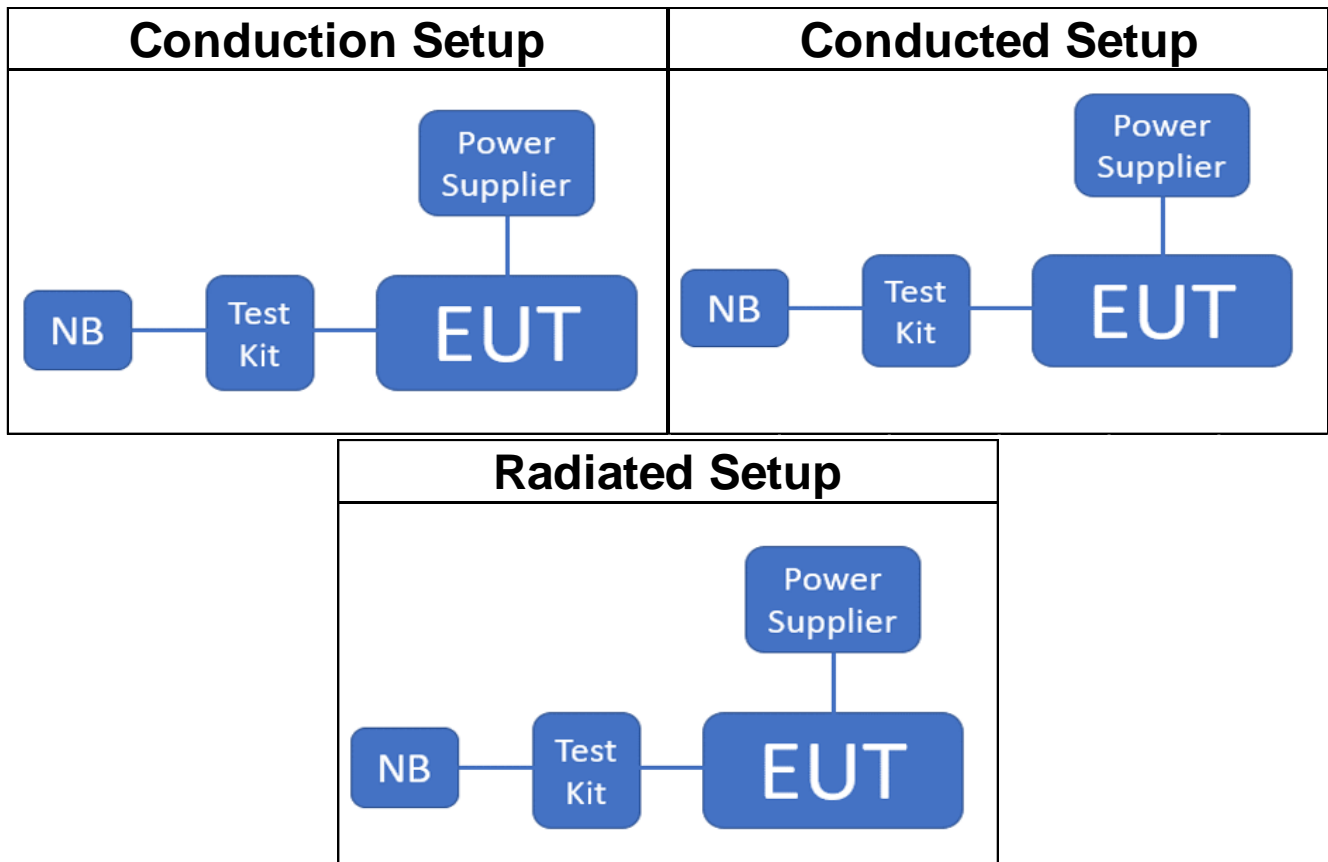 Conduction Setup
Power
Supplier
NB
Test
Kit
EUT
Conducted Setup
Power
Supplier
NB
Test
Kit
EUT
Radiated Setup
Power
Supplier
NB
Test
Kit
EUT